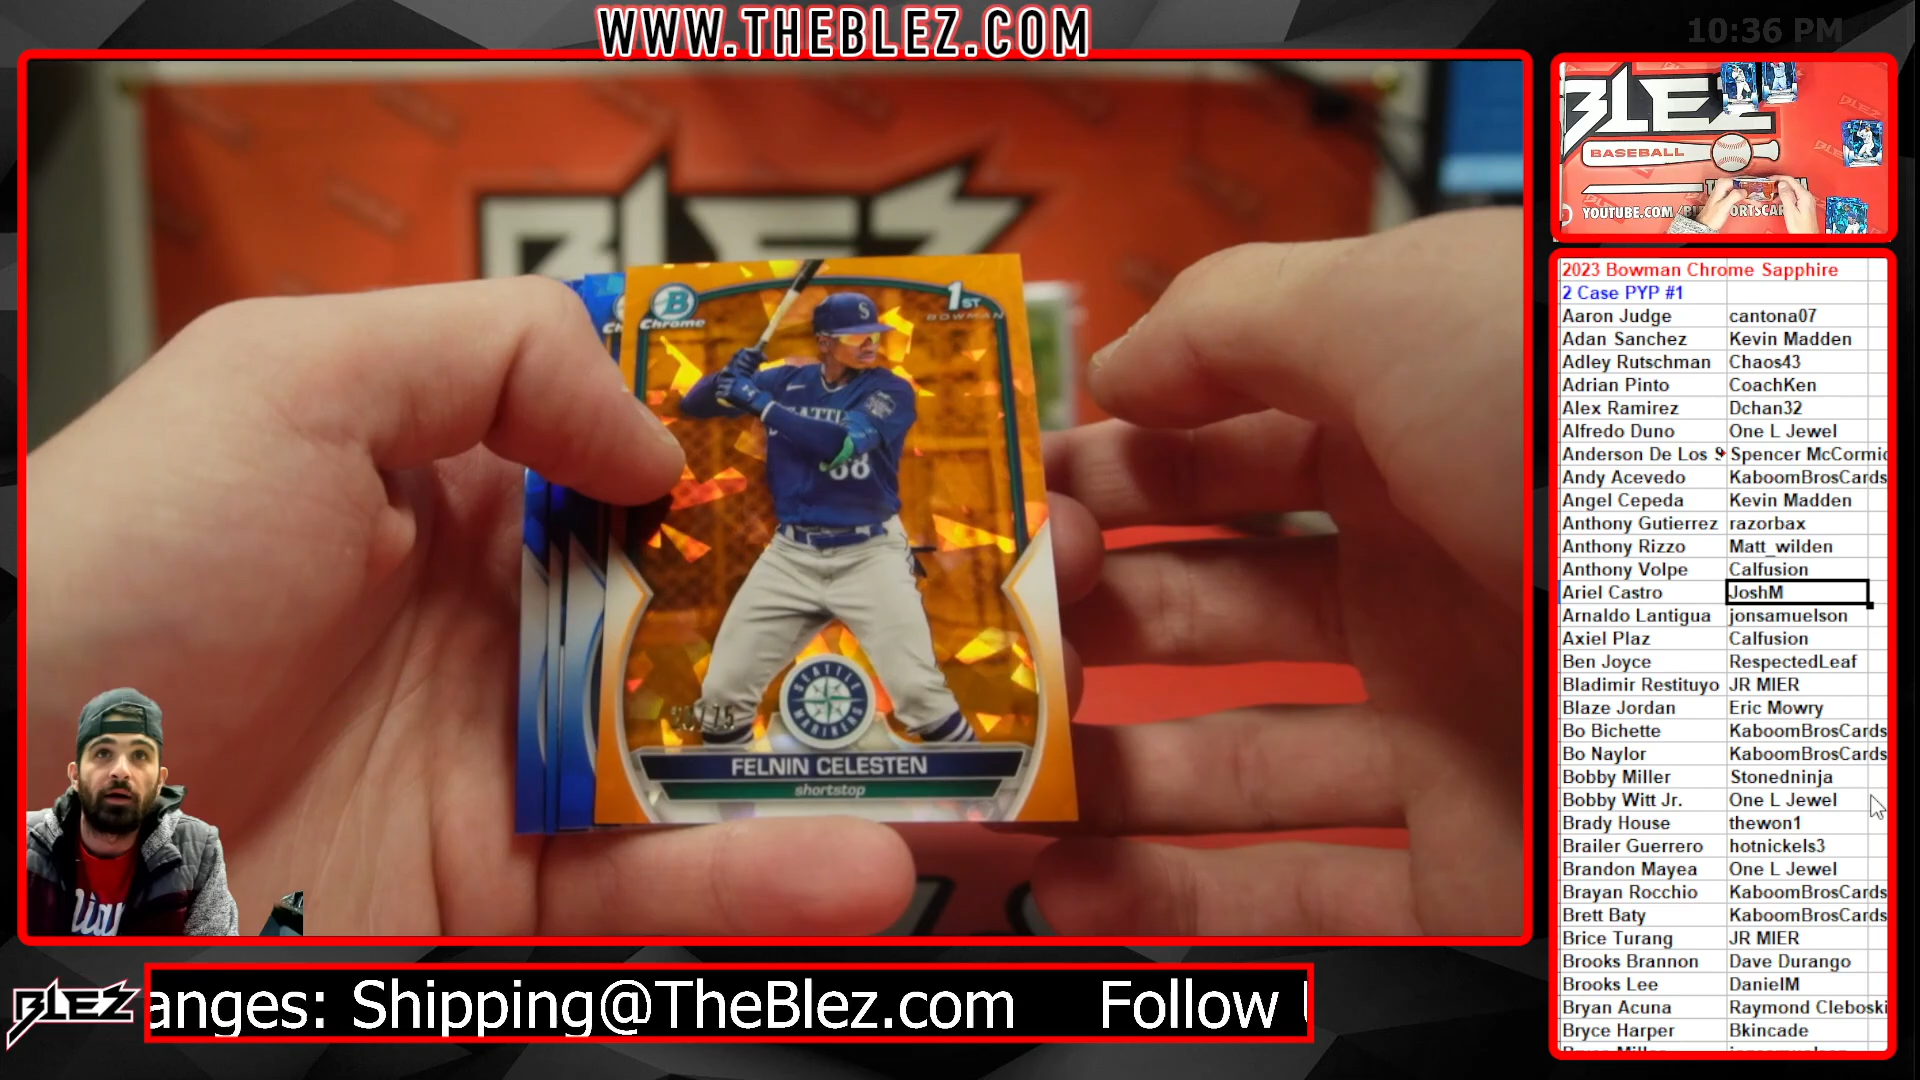 WWW.THEBLEZ.COM
10:36 PM
BLEZ
B
Chrome
1ST
BOWMAN
S
SEATTLE
38
SEATTLE
MARINERS
/75
FELNIN CELESTEN
shortstop
BLEZ
BASEBALL
YOUTUBE.COM
2023 Bowman Chrome Sapphire
2 Case PYP #1
Aaron Judge cantona07
Adan Sanchez Kevin Madden
Adley Rutschman Chaos43
Adrian Pinto CoachKen
Alex Ramirez Dchan32
Alfredo Duno One L Jewel
Anderson De Los S Spencer McCormic
Andy Acevedo KaboomBrosCards
Angel Cepeda Kevin Madden
Anthony Gutierrez razorbax
Anthony Rizzo Matt_wilden
Anthony Volpe Calfusion
Ariel Castro JoshM
Arnaldo Lantigua jonsamuelson
Axiel Plaz Calfusion
Ben Joyce RespectedLeaf
Bladimir Restituyo JR MIER
Blaze Jordan Eric Mowry
Bo Bichette KaboomBrosCards
Bo Naylor KaboomBrosCards
Bobby Miller Stonedninja
Bobby Witt Jr. One L Jewel
Brady House thewon1
Brailer Guerrero hotnickels3
Brandon Mayea One L Jewel
Brayan Rocchio KaboomBrosCards
Brett Baty KaboomBrosCards
Brice Turang JR MIER
Brooks Brannon Dave Durango
Brooks Lee DanielM
Bryan Acuna Raymond Cleboski
Bryce Harper Bkincade
BLEZ
anges: Shipping@TheBlez.com Follow